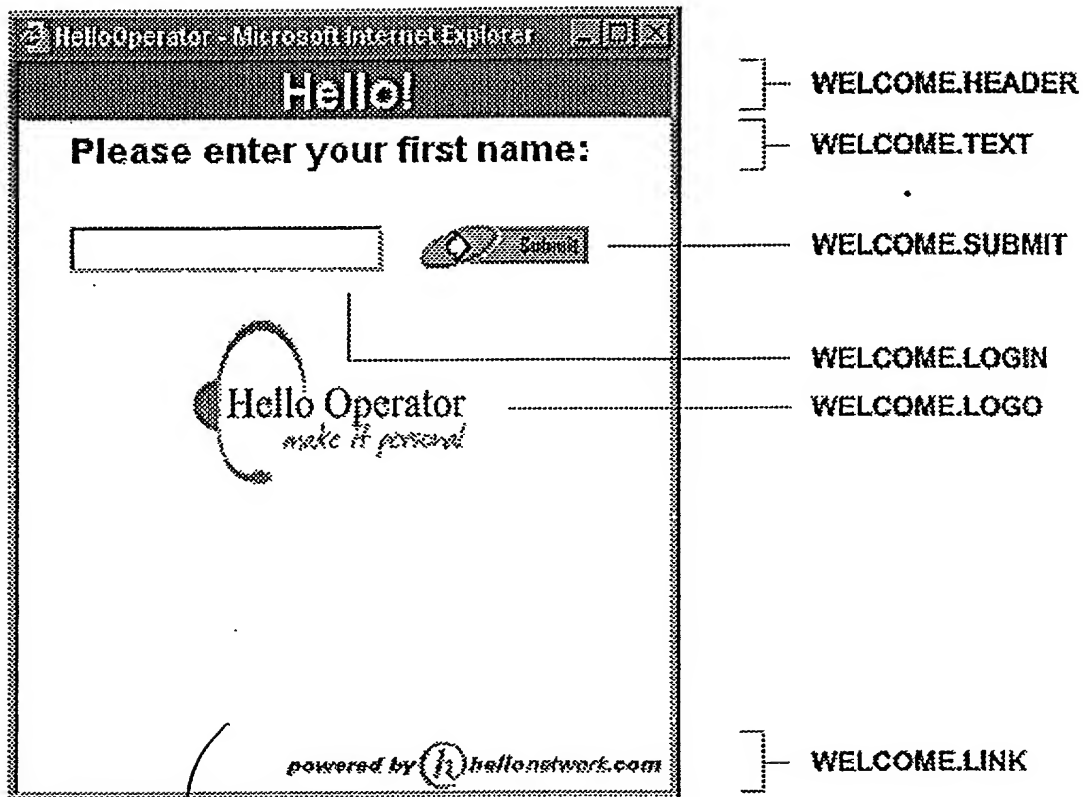 HelloOperator - Microsoft Internet Explorer
Hello!
WELCOME.HEADER
Please enter your first name:
WELCOME.TEXT
Submit
WELCOME.SUBMIT
WELCOME.LOGIN
Hello Operator
WELCOME.LOGO
make it personal
powered by h hellonetwork.com
WELCOME.LINK